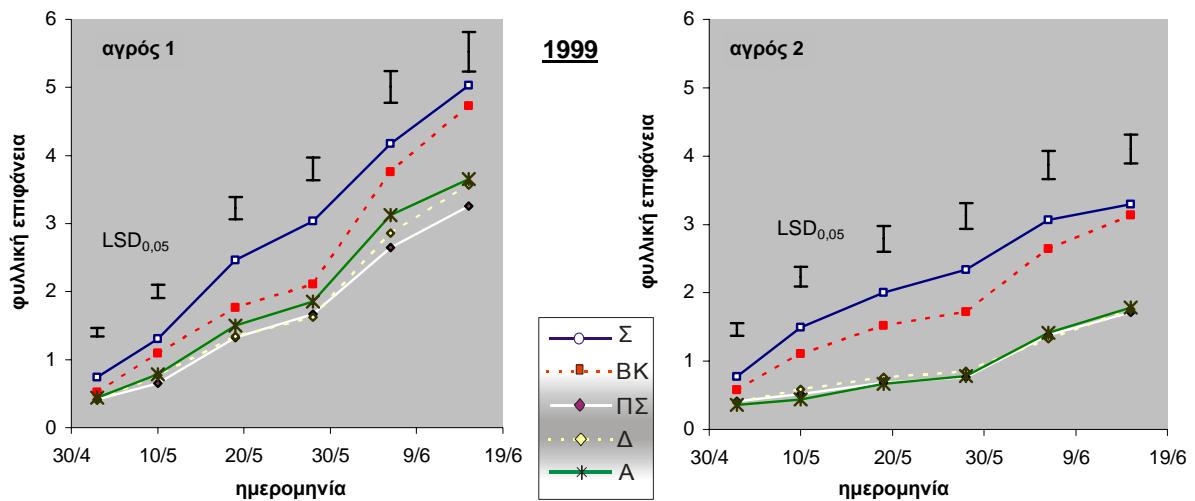 1999
αγρός 1
φυλλική επιφάνεια
6
5
4
3
2
1
0
LSD0,05
30/4 10/5 20/5 30/5 9/6 19/6
ημερομηνία
Σ
ΒΚ
ΠΣ
Δ
Α
αγρός 2
φυλλική επιφάνεια
6
5
4
3
2
1
0
LSD0,05
30/4 10/5 20/5 30/5 9/6 19/6
ημερομηνία